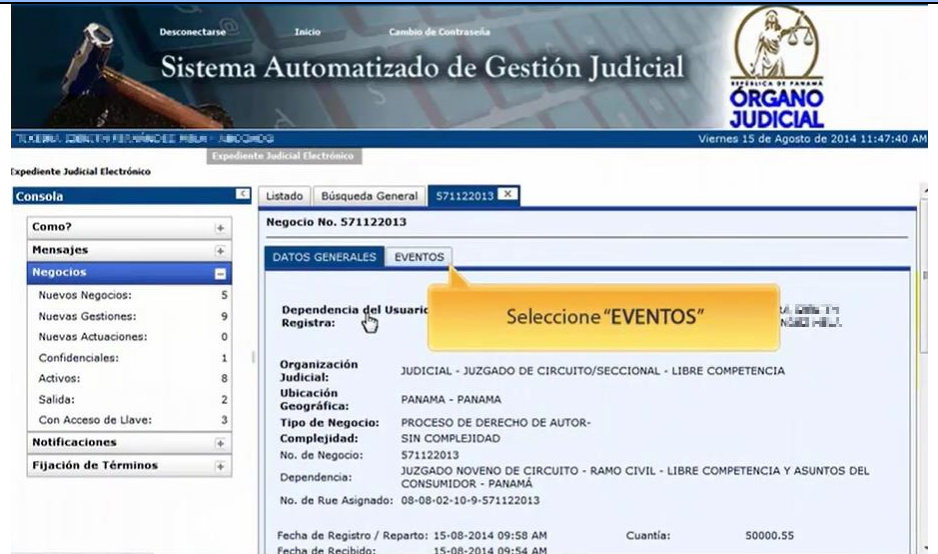 Desconectarse Inicio Cambio de Contraseña
Sistema Automatizado de Gestión Judicial
REPÚBLICA DE PANAMÁ
ÓRGANO
JUDICIAL
Viernes 15 de Agosto de 2014 11:47:40 AM
Expediente Judicial Electrónico
Expediente Judicial Electrónico
Consola
Como?
Mensajes
Negocios
Nuevos Negocios: 5
Nuevas Gestiones: 9
Nuevas Actuaciones: 0
Confidenciales: 1
Activos: 8
Salida: 2
Con Acceso de Llave: 3
Notificaciones
Fijación de Términos
Listado Búsqueda General 571122013
Negocio No. 571122013
DATOS GENERALES EVENTOS
Seleccione "EVENTOS"
Dependencia del Usuario
Registra:
Organización
Judicial: JUDICIAL - JUZGADO DE CIRCUITO/SECCIONAL - LIBRE COMPETENCIA
Ubicación
Geográfica: PANAMA - PANAMA
Tipo de Negocio: PROCESO DE DERECHO DE AUTOR-
Complejidad: SIN COMPLEJIDAD
No. de Negocio: 571122013
Dependencia: JUZGADO NOVENO DE CIRCUITO - RAMO CIVIL - LIBRE COMPETENCIA Y ASUNTOS DEL
CONSUMIDOR - PANAMÁ
No. de Rue Asignado: 08-08-02-10-9-571122013
Fecha de Registro / Reparto: 15-08-2014 09:58 AM Cuantía: 50000.55
Fecha de Recibido: 15-08-2014 09:54 AM